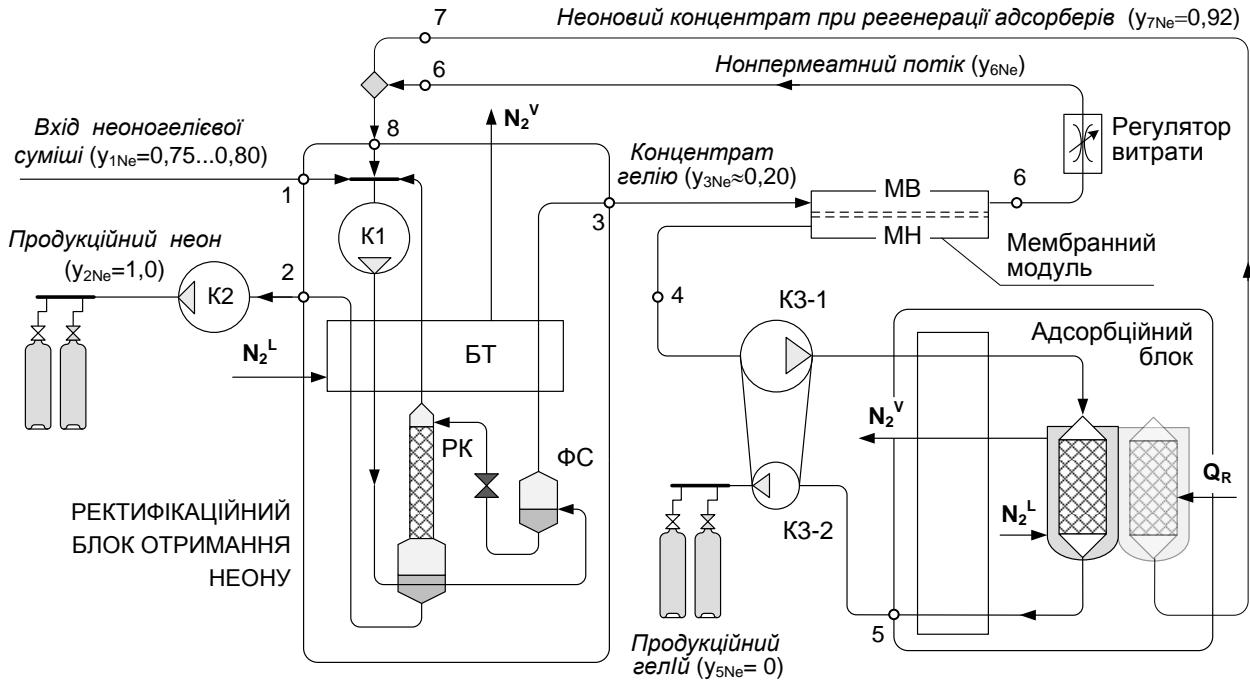 7
Неоновий концентрат при регенерації адсорберів (y7Ne=0,92)
6
Нонпермеатний потік (y6Ne)
Вхід неоногелієвої
суміші (y1Ne=0,75...0,80)
8
N2V
Концентрат
гелію (y3Ne≈0,20)
Регулятор
витрати
1
3
МВ
МН
6
К1
Мембранний
модуль
Продукційний неон
(y2Ne=1,0)
2
К2
4
К3-1
N2L
БТ
Адсорбційний
блок
N2V
РК
ФС
QR
N2L
К3-2
РЕКТИФІКАЦІЙНИЙ
БЛОК ОТРИМАННЯ
НЕОНУ
5
Продукційний
гелІй (y5Ne= 0)